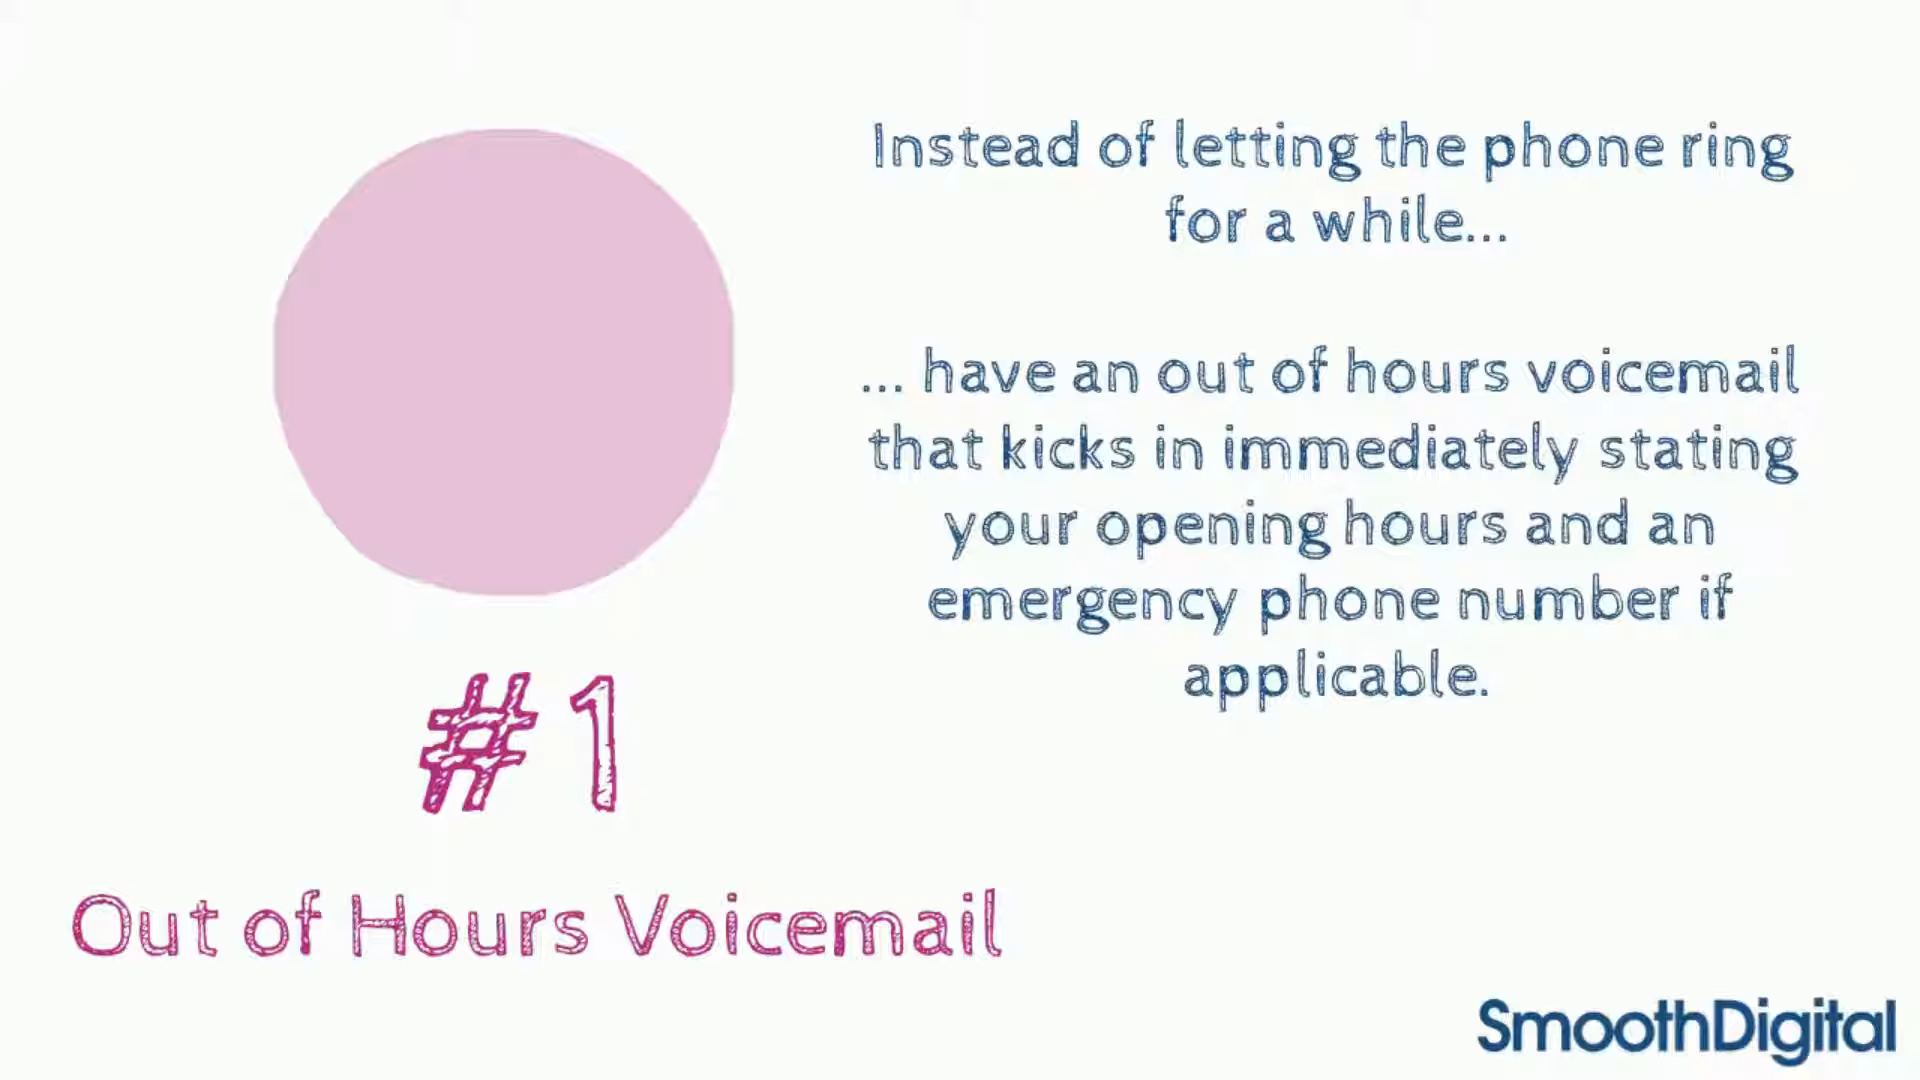 Instead of letting the phone ring
for a while...
... have an out of hours voicemail
that kicks in immediately stating
your opening hours and an
emergency phone number if
applicable.
#1
Out of Hours Voicemail
SmoothDigital